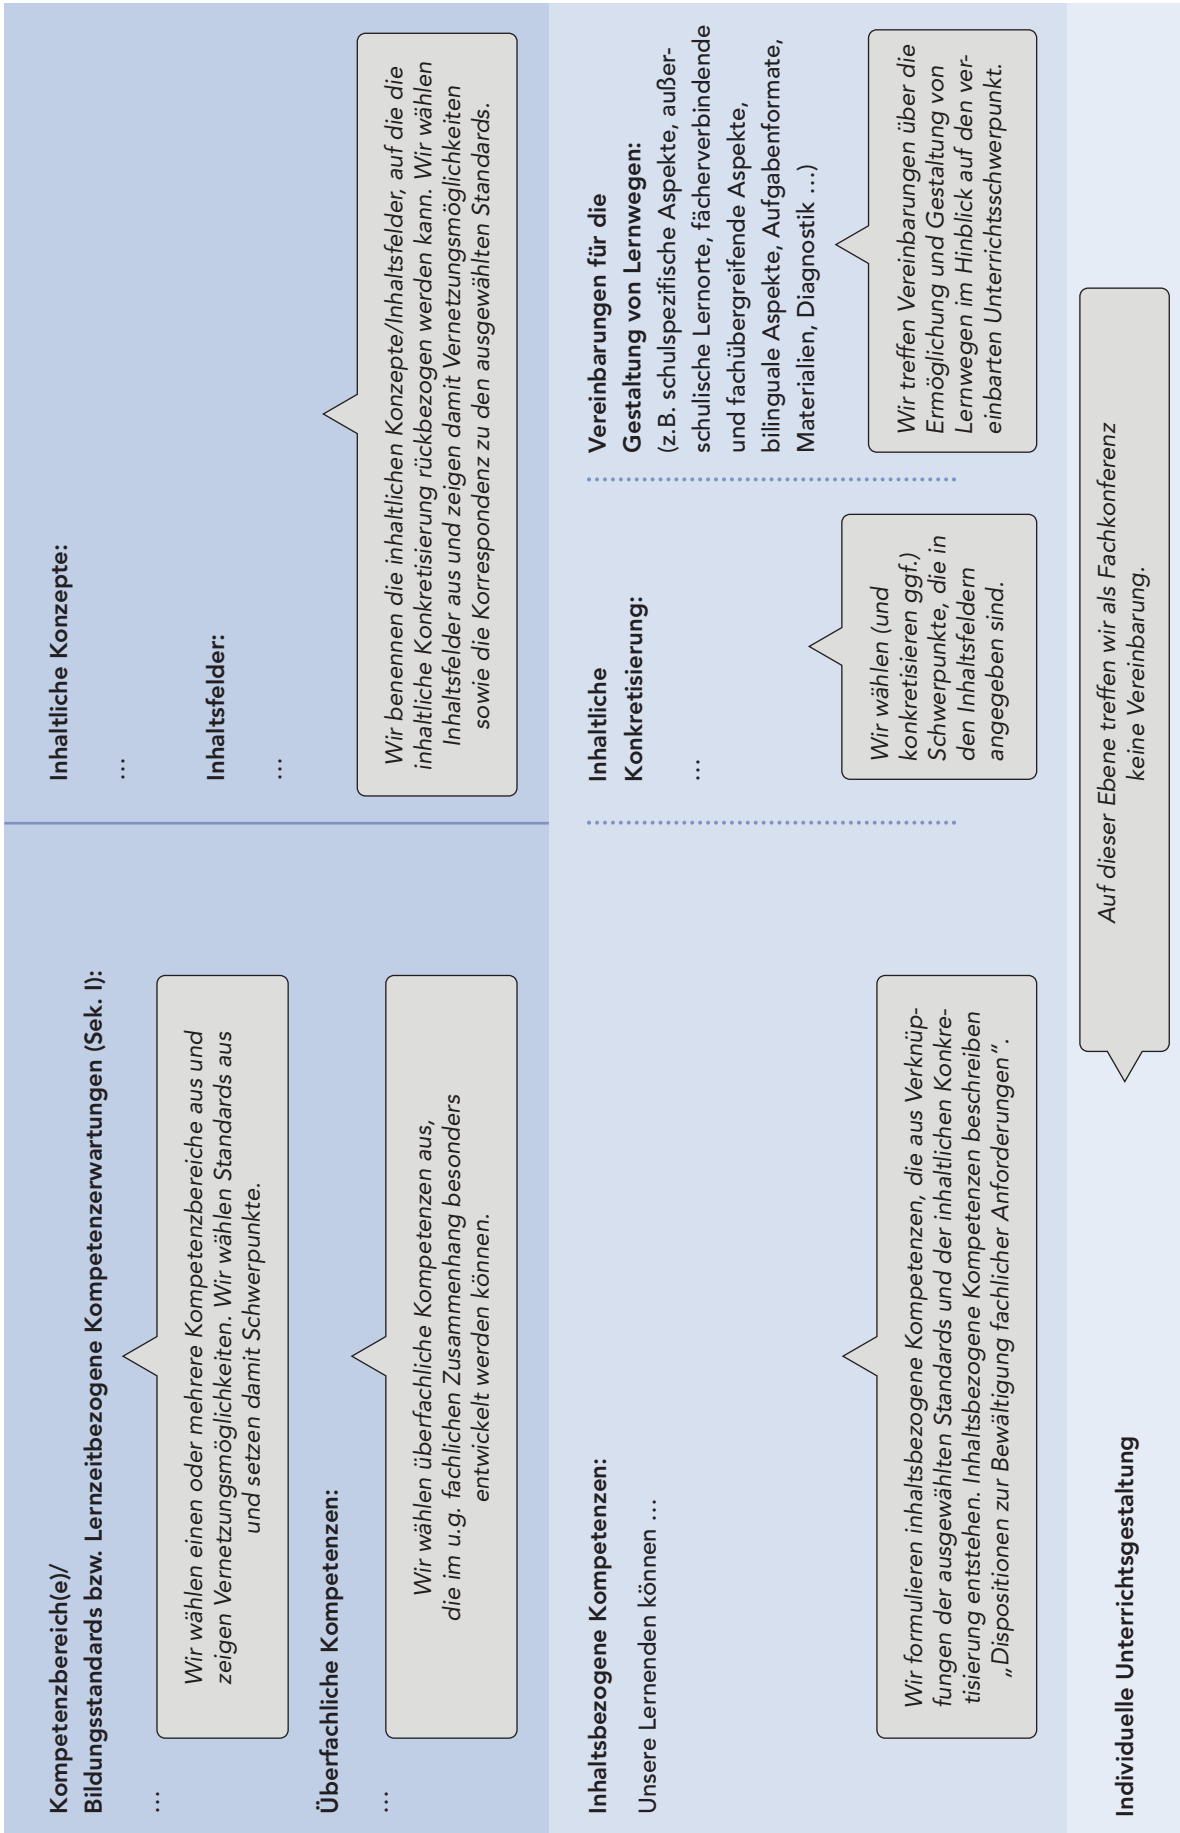 Kompetenzbereich(e)/
Bildungsstandards bzw. Lernzeitbezogene Kompetenzerwartungen (Sek. I):
…
Wir wählen einen oder mehrere Kompetenzbereiche aus und
zeigen Vernetzungsmöglichkeiten. Wir wählen Standards aus
und setzen damit Schwerpunkte.
Überfachliche Kompetenzen:
…
Wir wählen überfachliche Kompetenzen aus,
die im u.g. fachlichen Zusammenhang besonders
entwickelt werden können.
Inhaltliche Konzepte:
…
Inhaltsfelder:
…
Wir benennen die inhaltlichen Konzepte/Inhaltsfelder, auf die die
inhaltliche Konkretisierung rückbezogen werden kann. Wir wählen
Inhaltsfelder aus und zeigen damit Vernetzungsmöglichkeiten
sowie die Korrespondenz zu den ausgewählten Standards.
Inhaltsbezogene Kompetenzen:
Unsere Lernenden können …
Wir formulieren inhaltsbezogene Kompetenzen, die aus Verknüp-
fungen der ausgewählten Standards und der inhaltlichen Konkre-
tisierung entstehen. Inhaltsbezogene Kompetenzen beschreiben
„Dispositionen zur Bewältigung fachlicher Anforderungen".
Inhaltliche
Konkretisierung:
…
Wir wählen (und
konkretisieren ggf.)
Schwerpunkte, die in
den Inhaltsfeldern
angegeben sind.
Vereinbarungen für die
Gestaltung von Lernwegen:
(z.B. schulspezifische Aspekte, außer-
schulische Lernorte, fächerverbindende
und fachübergreifende Aspekte,
bilinguale Aspekte, Aufgabenformate,
Materialien, Diagnostik …)
Wir treffen Vereinbarungen über die
Ermöglichung und Gestaltung von
Lernwegen im Hinblick auf den ver-
einbarten Unterrichtsschwerpunkt.
Individuelle Unterrichtsgestaltung
Auf dieser Ebene treffen wir als Fachkonferenz
keine Vereinbarung.